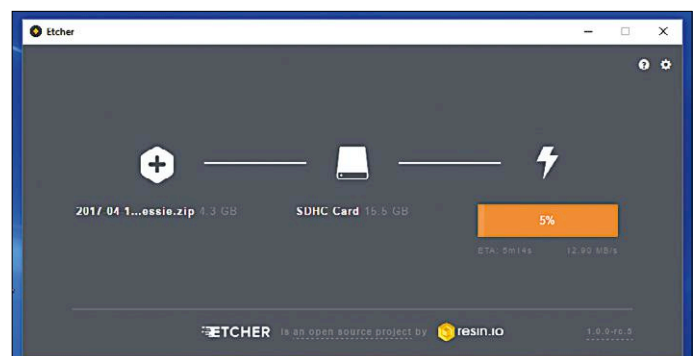 Etcher
2017 04 1...essie.zip 4.3 GB
SDHC Card 15.5 GB
5%
ETA: 5m14s
12.90 MB/s
ETCHER is an open source project by resin.io
1.0.0-rc.5